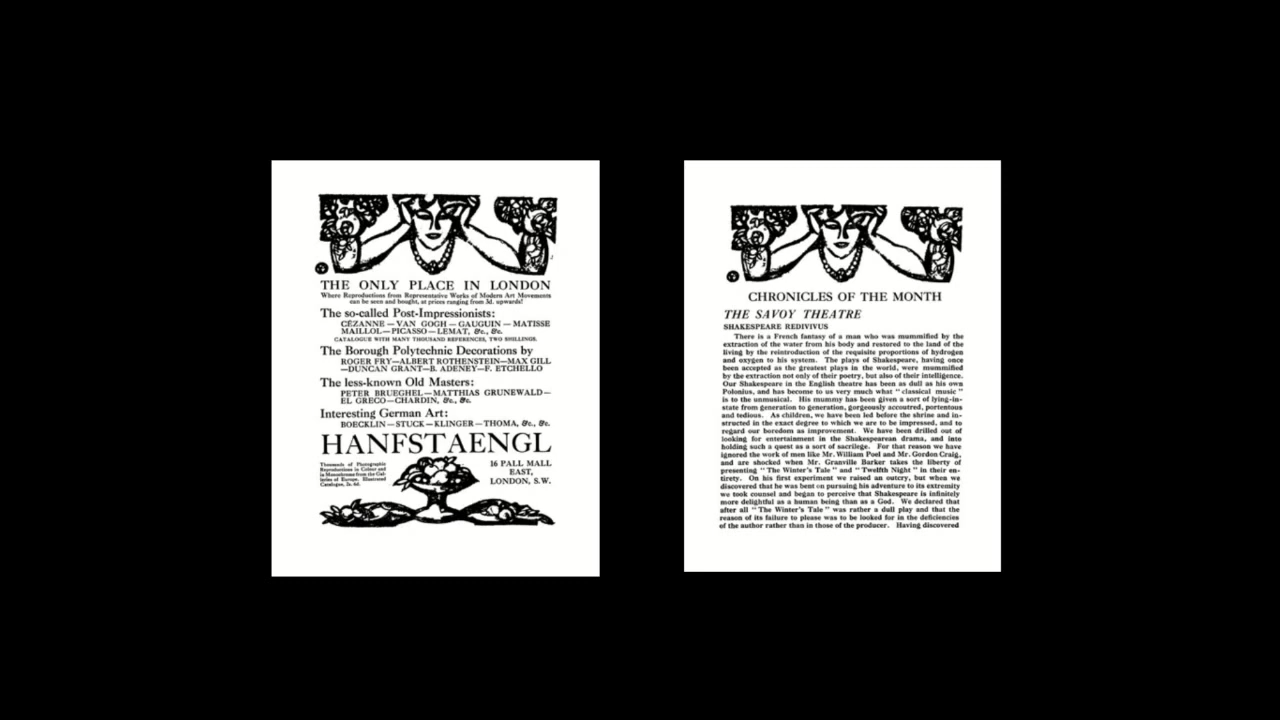 THE ONLY PLACE IN LONDON
Where Reproductions from Representative Works of Modern Art Movements
can be seen and bought, at prices ranging from 3d. upwards!
The so-called Post-Impressionists:
CÉZANNE — VAN GOGH — GAUGUIN — MATISSE
MAILLOL—PICASSO—LEMAT, &c., &c.
CATALOGUE WITH MANY THOUSAND REFERENCES, TWO SHILLINGS.
The Borough Polytechnic Decorations by
ROGER FRY—ALBERT ROTHENSTEIN—MAX GILL
—DUNCAN GRANT—B. ADENEY—F. ETCHELLO
The less-known Old Masters:
PETER BRUEGHEL—MATTHIAS GRUNEWALD—
EL GRECO—CHARDIN, &c., &c.
Interesting German Art:
BOECKLIN—STUCK—KLINGER—THOMA, &c., &c.
HANFSTAENGL
Thousands of Photographic
Reproductions in Colour and
in Monochrome from the Gal-
leries of Europe. Illustrated
Catalogue, 2s. 6d.
16 PALL MALL
EAST,
LONDON, S.W.
CHRONICLES OF THE MONTH
THE SAVOY THEATRE
SHAKESPEARE REDIVIVUS
There is a French fantasy of a man who was mummified by the
extraction of the water from his body and restored to the land of the
living by the reintroduction of the requisite proportions of hydrogen
and oxygen to his system. The plays of Shakespeare, having once
been accepted as the greatest plays in the world, were mummified
by the extraction not only of their poetry, but also of their intelligence.
Our Shakespeare in the English theatre has been as dull as his own
Polonius, and has become to us very much what "classical music"
is to the unmusical. His mummy has been given a sort of lying-in-
state from generation to generation, gorgeously accoutred, portentous
and tedious. As children, we have been led before the shrine and in-
structed in the exact degree to which we are to be impressed, and to
regard our boredom as improvement. We have been drilled out of
looking for entertainment in the Shakespearean drama, and into
holding such a quest as a sort of sacrilege. For that reason we have
ignored the work of men like Mr. William Poel and Mr. Gordon Craig,
and are shocked when Mr. Granville Barker takes the liberty of
presenting "The Winter's Tale" and "Twelfth Night" in their en-
tirety. On his first experiment we raised an outcry, but when we
discovered that he was bent on pursuing his adventure to its extremity
we took counsel and began to perceive that Shakespeare is infinitely
more delightful as a human being than as a God. We declared that
after all "The Winter's Tale" was rather a dull play and that the
reason of its failure to please was to be looked for in the deficiencies
of the author rather than in those of the producer. Having discovered